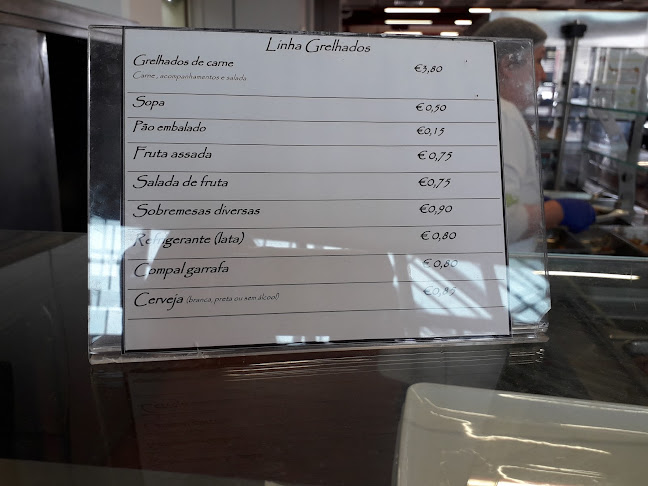 Linha Grelhados
Grelhados de carne €3,80
Carne, acompanhamentos e salada
Sopa €0,50
Pão embalado €0,15
Fruta assada €0,75
Salada de fruta €0,75
Sobremesas diversas €0,90
Refrigerante (lata) €0,80
Compal garrafa
Cerveja (branca, preta ou sem álcool) €0,85